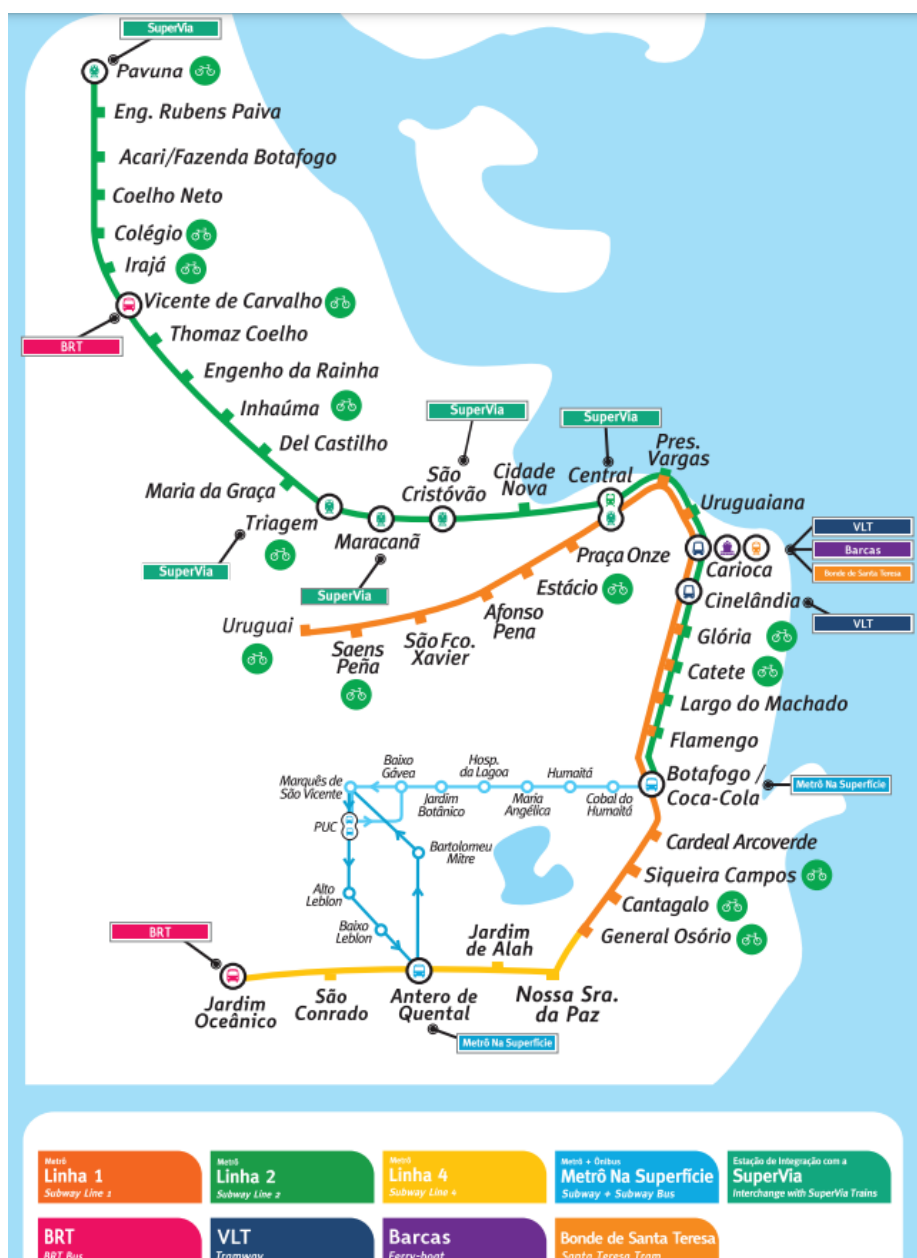 SuperVia
Pavuna
Eng. Rubens Paiva
Acari/Fazenda Botafogo
Coelho Neto
Colégio
Irajá
Vicente de Carvalho
BRT
Thomaz Coelho
Engenho da Rainha
Inhaúma
Del Castilho
Maria da Graça
Triagem
SuperVia
Maracanã
SuperVia
SuperVia
São
Cristóvão
Cidade
Nova
SuperVia
Central
Pres.
Vargas
Uruguaiana
Carioca
VLT
Barcas
Bonde de Santa Teresa
Cinelândia
VLT
Praça Onze
Estácio
Afonso
Pena
São Fco.
Xavier
Saens
Peña
Uruguai
Glória
Catete
Largo do Machado
Flamengo
Botafogo /
Coca-Cola
Metrô Na Superfície
Cobal do
Humaitá
Humaitá
Maria
Angélica
Hosp.
da Lagoa
Jardim
Botânico
Baixo
Gávea
Marquês de
São Vicente
PUC
Bartolomeu
Mitre
Alto
Leblon
Baixo
Leblon
Cardeal Arcoverde
Siqueira Campos
Cantagalo
General Osório
BRT
Jardim
Oceânico
São
Conrado
Antero de
Quental
Metrô Na Superfície
Jardim
de Alah
Nossa Sra.
da Paz
Metrô
Linha 1
Subway Line 1
Metrô
Linha 2
Subway Line 2
Metrô
Linha 4
Subway Line 4
Metrô + Ônibus
Metrô Na Superfície
Subway + Subway Bus
Estação de Integração com a
SuperVia
Interchange with SuperVia Trains
BRT
BRT Bus
VLT
Tramway
Barcas
Ferry-boat
Bonde de Santa Teresa
Santa Teresa Tram